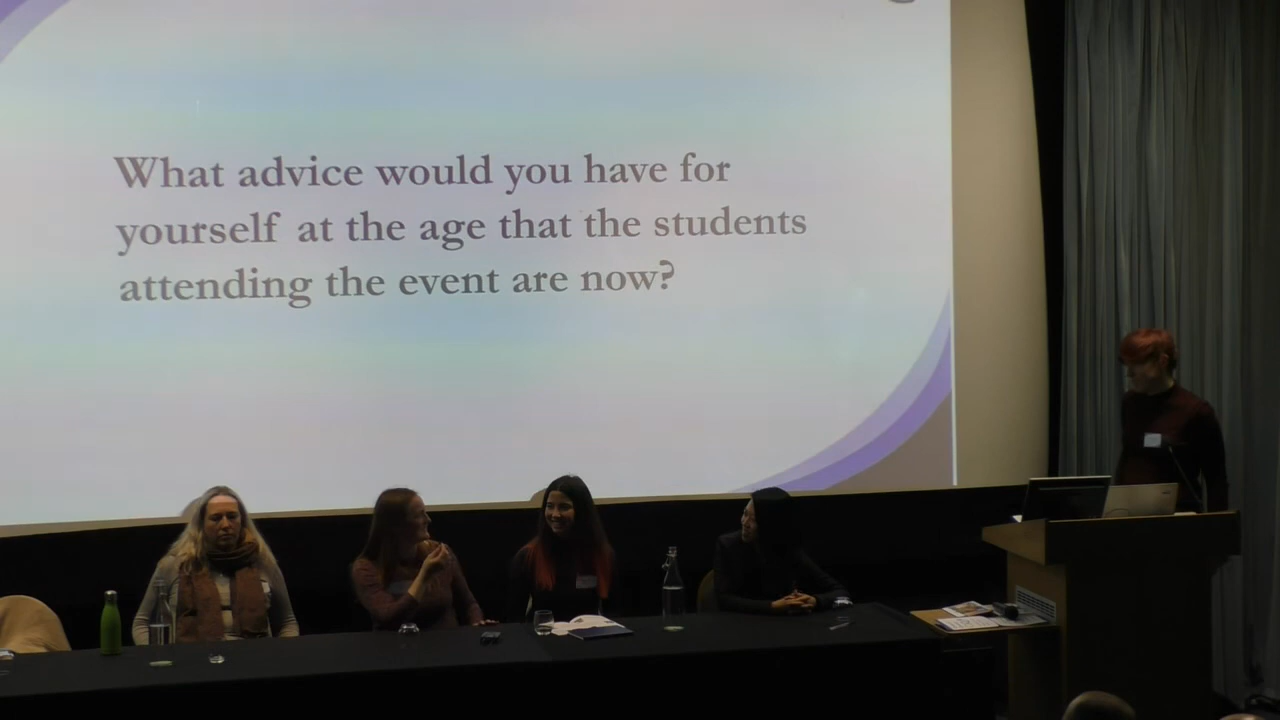 What advice would you have for
yourself at the age that the students
attending the event are now?